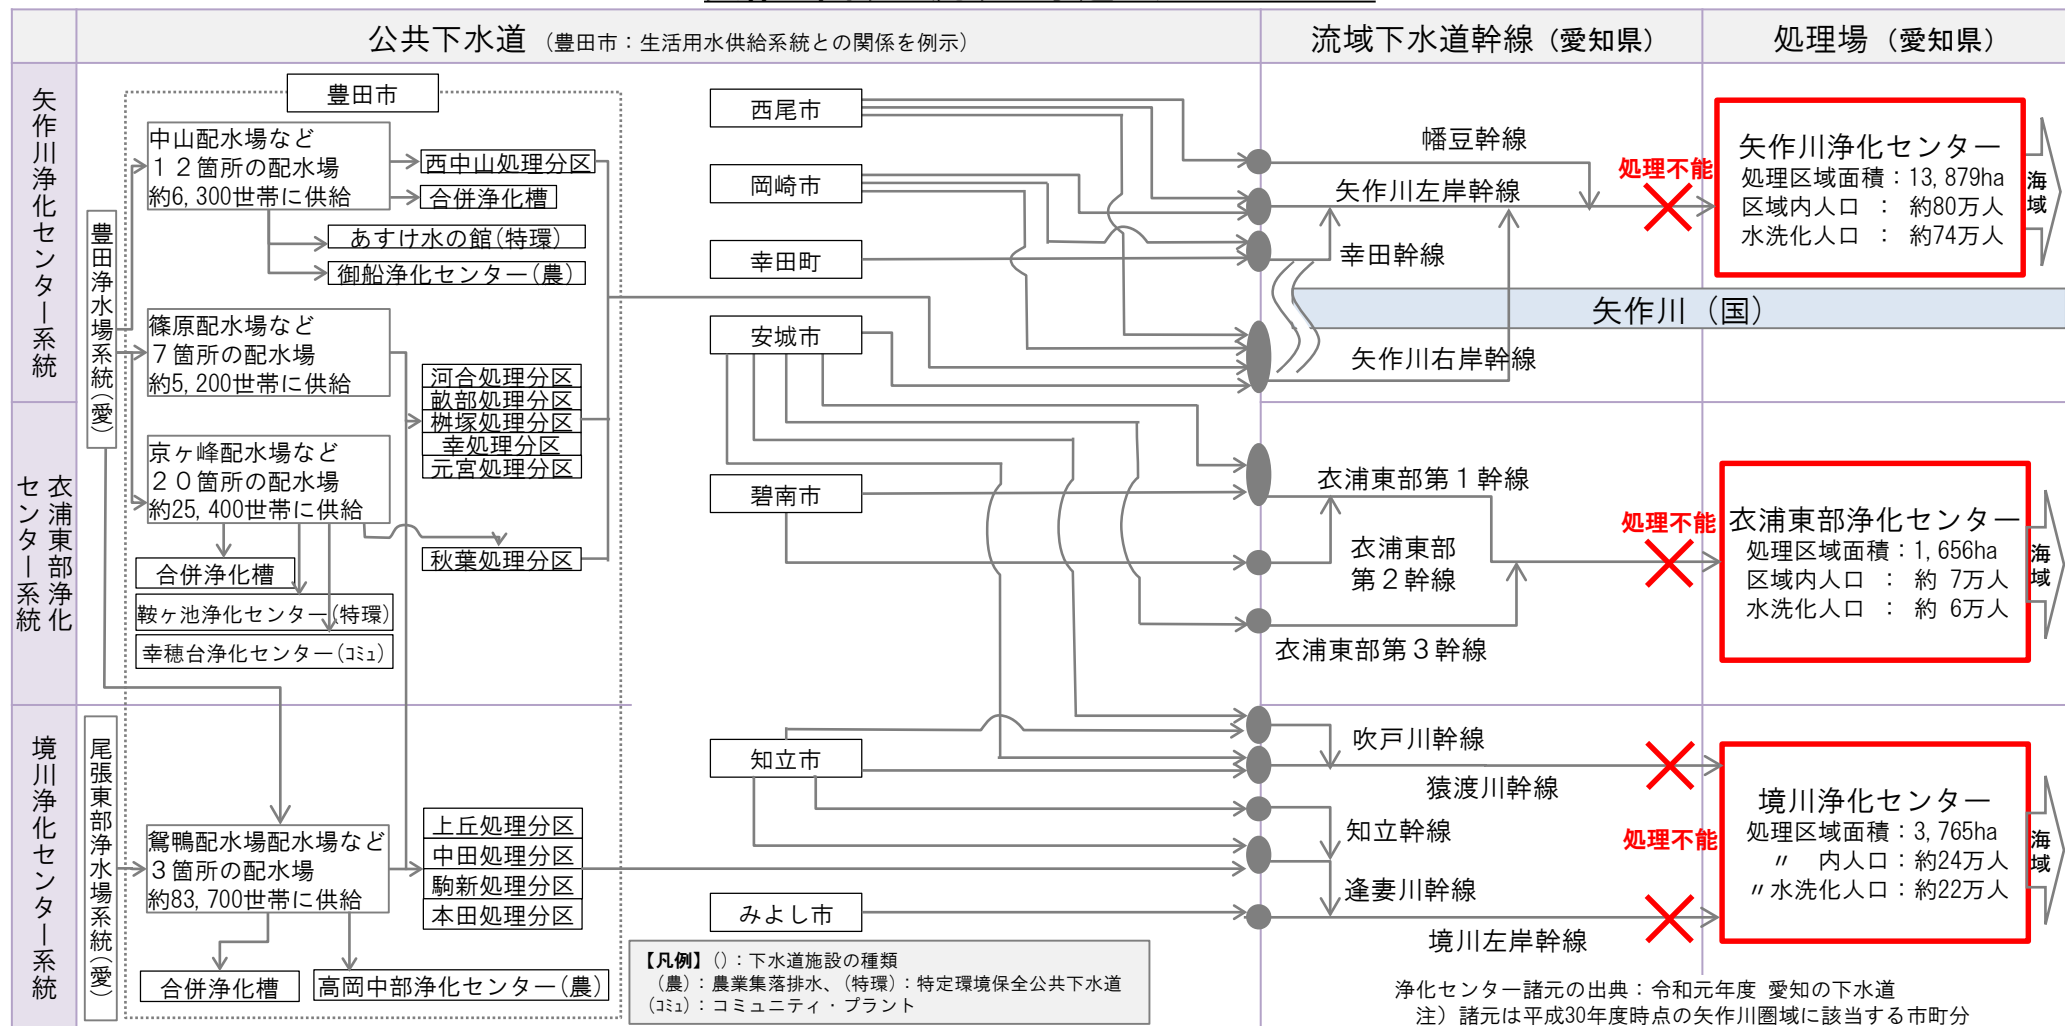 公共下水道（豊田市：生活用水供給系統との関係を例示）
流域下水道幹線（愛知県）
処理場（愛知県）
矢作川浄化センター系統
衣浦東部浄化
センター系統
境川浄化センター系統
豊田浄水場系統（愛）
尾張東部浄水場系統（愛）
豊田市
中山配水場など
１２箇所の配水場
約6,300世帯に供給
西中山処理分区
合併浄化槽
あすけ水の館(特環)
御船浄化センター(農)
篠原配水場など
７箇所の配水場
約5,200世帯に供給
河合処理分区
畝部処理分区
桝塚処理分区
幸処理分区
元宮処理分区
京ヶ峰配水場など
２０箇所の配水場
約25,400世帯に供給
秋葉処理分区
合併浄化槽
鞍ヶ池浄化センター(特環)
幸穂台浄化センター(ｺﾐｭ)
鴛鴨配水場配水場など
３箇所の配水場
約83,700世帯に供給
上丘処理分区
中田処理分区
駒新処理分区
本田処理分区
合併浄化槽
高岡中部浄化センター(農)
西尾市
岡崎市
幸田町
安城市
碧南市
知立市
みよし市
幡豆幹線
矢作川左岸幹線
幸田幹線
矢作川（国）
矢作川右岸幹線
衣浦東部第１幹線
衣浦東部
第２幹線
衣浦東部第３幹線
吹戸川幹線
猿渡川幹線
知立幹線
逢妻川幹線
境川左岸幹線
処理不能
矢作川浄化センター
処理区域面積：13,879ha
区域内人口　：　約80万人
水洗化人口　：　約74万人
海域
処理不能
衣浦東部浄化センター
処理区域面積：1,656ha
区域内人口　：　約 7万人
水洗化人口　：　約 6万人
海域
処理不能
境川浄化センター
処理区域面積：3,765ha
〃　内人口：約24万人
〃水洗化人口：約22万人
海域
【凡例】()：下水道施設の種類
(農)：農業集落排水、(特環)：特定環境保全公共下水道
(ｺﾐｭ)：コミュニティ・プラント
浄化センター諸元の出典：令和元年度 愛知の下水道
注）諸元は平成30年度時点の矢作川圏域に該当する市町分